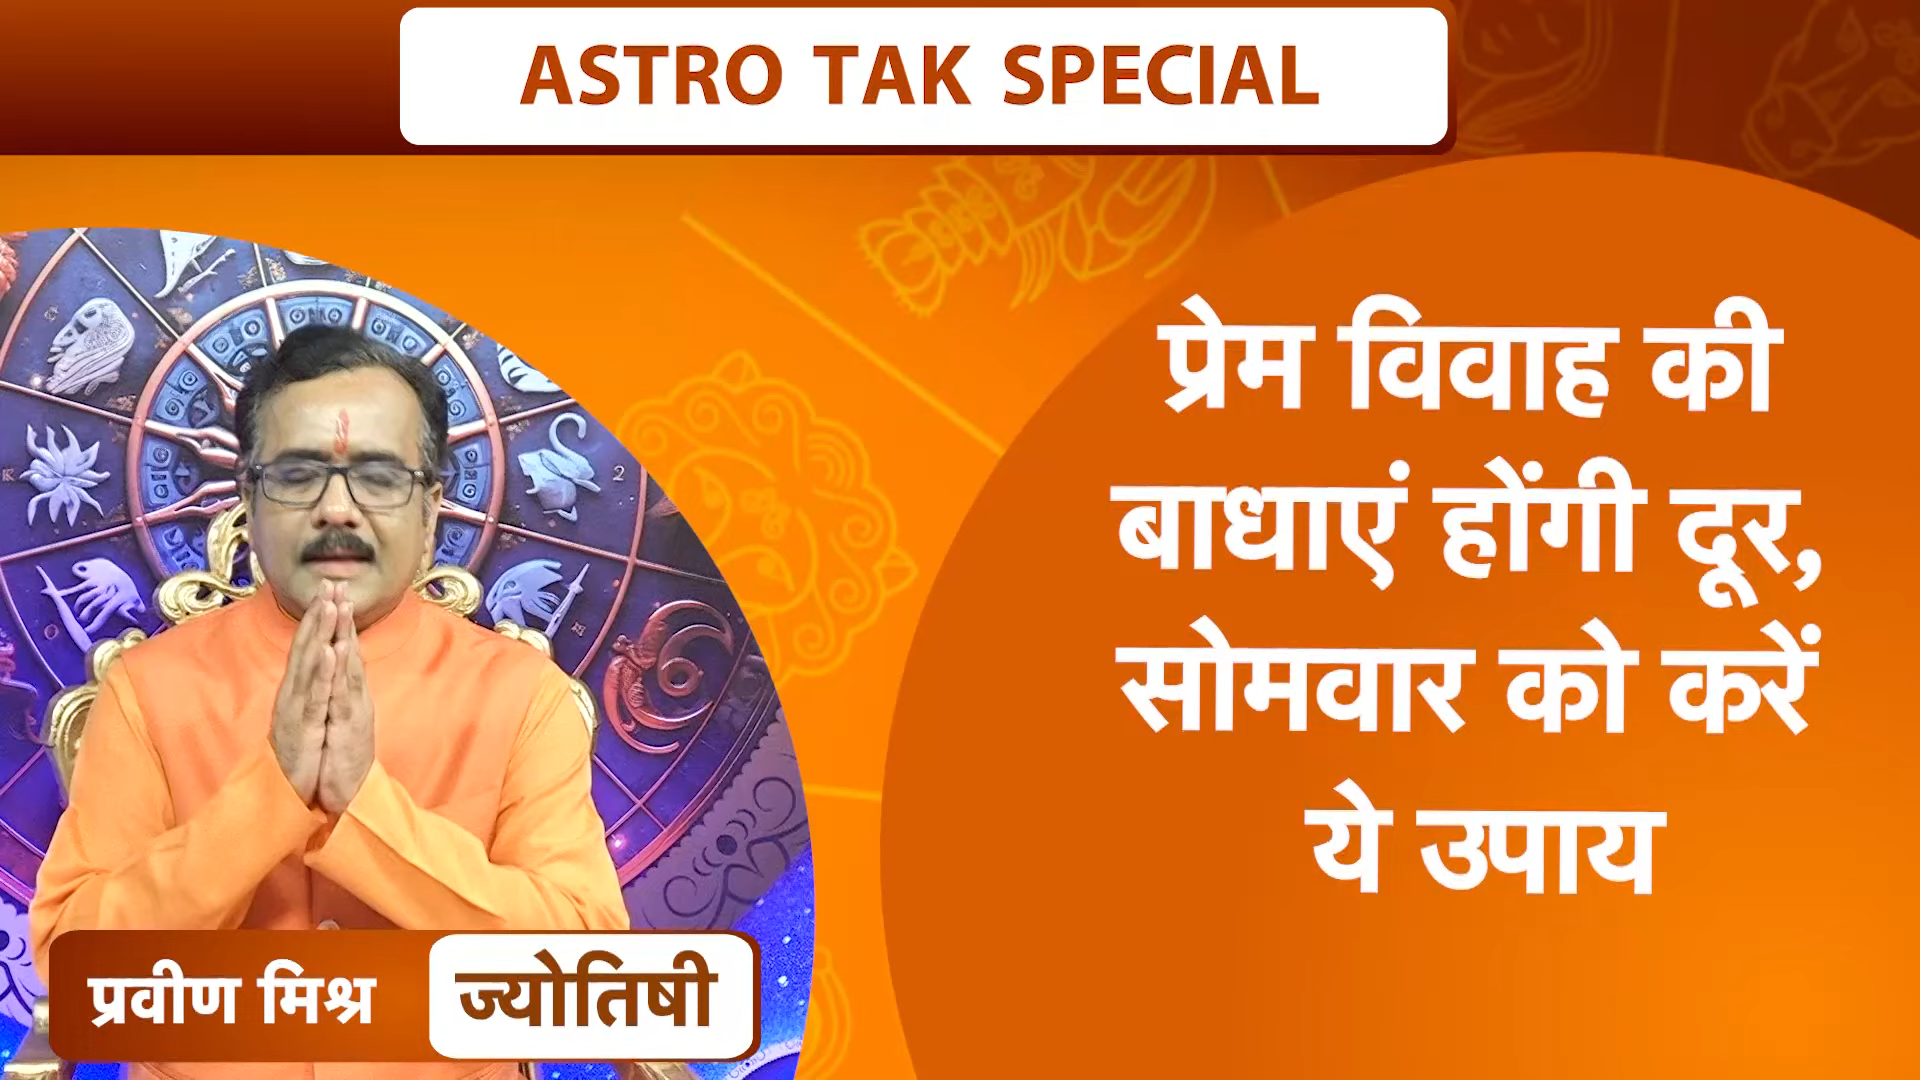 ASTRO TAK SPECIAL
प्रेम विवाह की
बाधाएं होंगी दूर,
सोमवार को करें
ये उपाय
प्रवीण मिश्र
ज्योतिषी